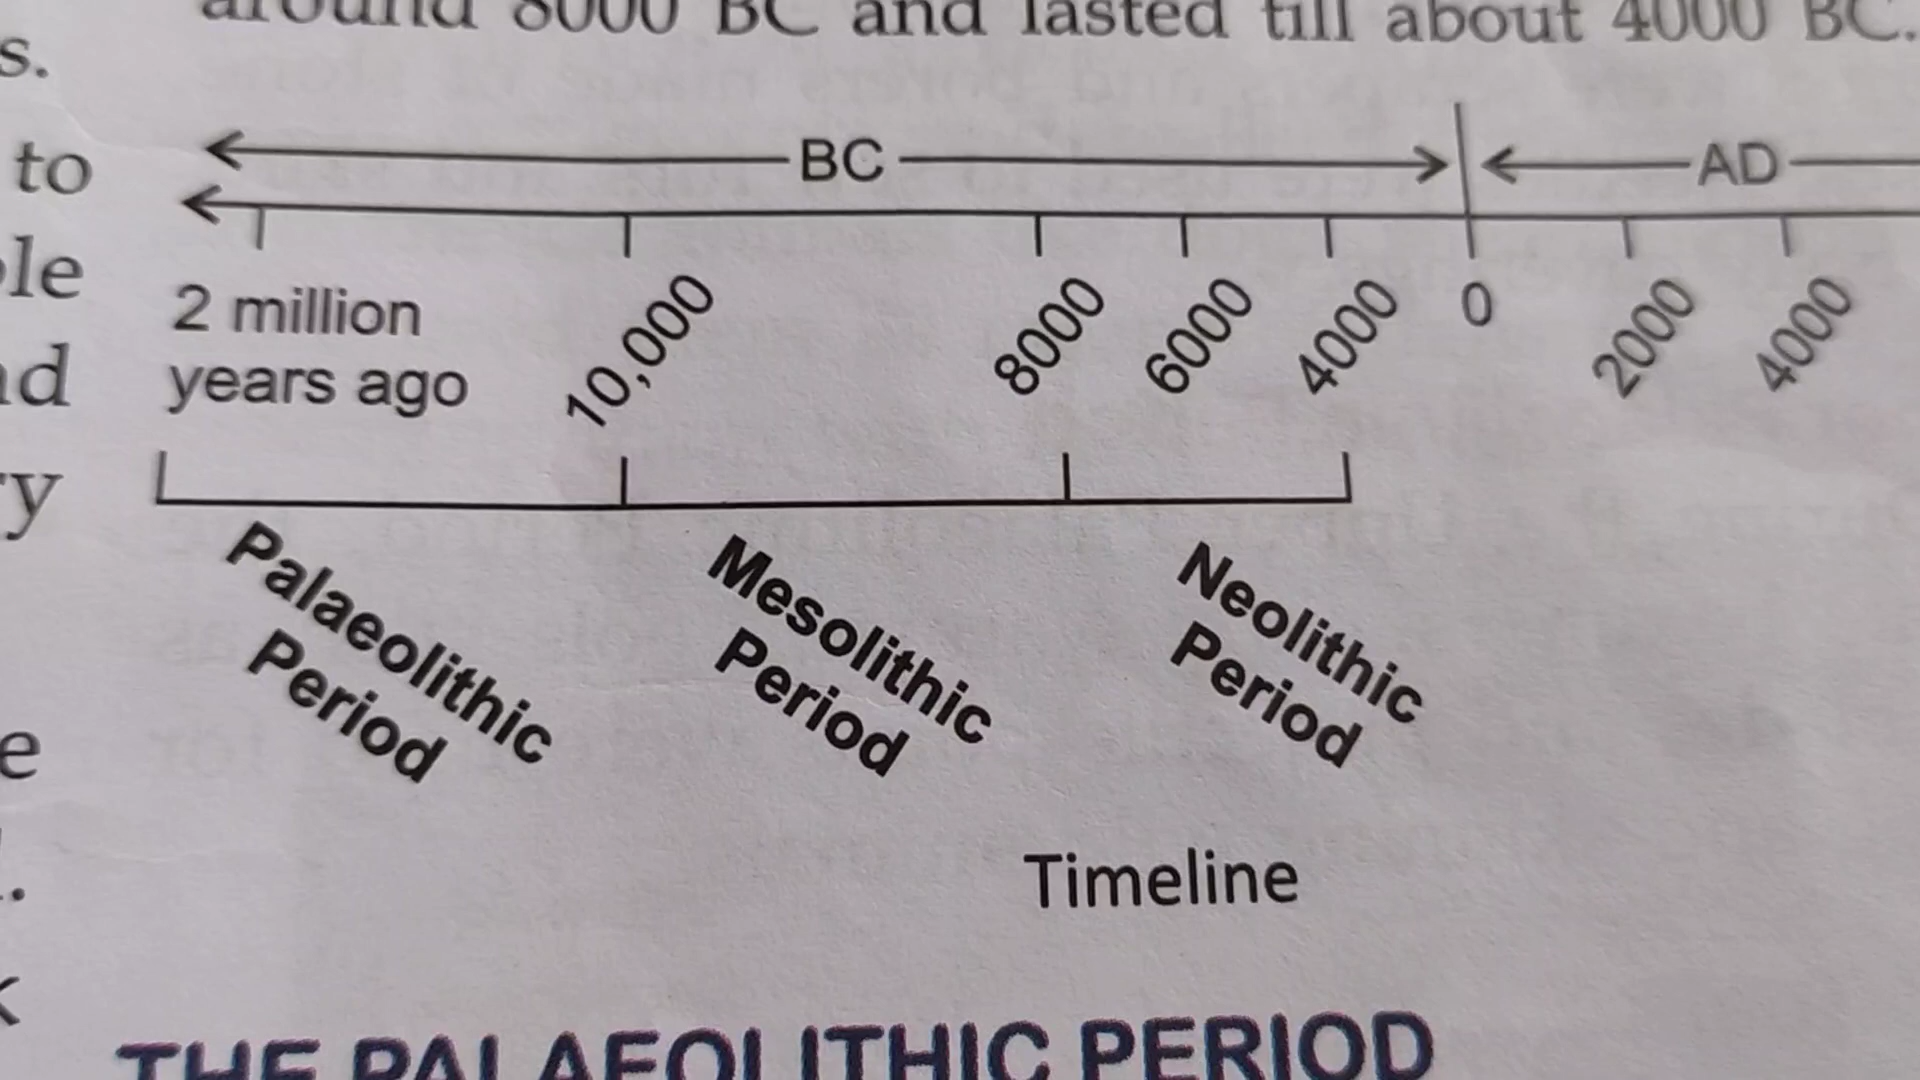 around 8000 BC and lasted till about 4000 BC.
s.
to
BC AD
2 million
years ago
10,000 8000 6000 4000 0 2000 4000
Palaeolithic
Period
Mesolithic
Period
Neolithic
Period
Timeline
THE PALAEOLITHIC PERIOD